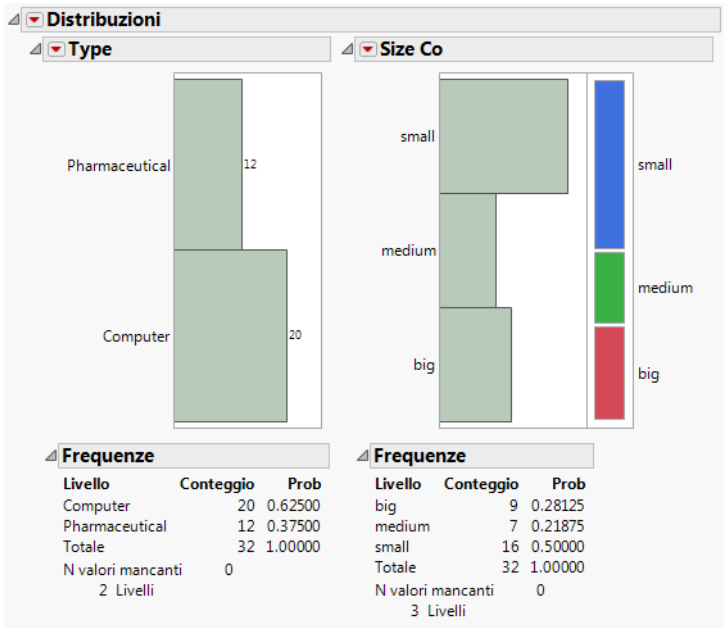 Distribuzioni
Type
Pharmaceutical
12
Computer
20
Frequenze
Livello Conteggio Prob
Computer 20 0.62500
Pharmaceutical 12 0.37500
Totale 32 1.00000
N valori mancanti 0
2 Livelli
Size Co
small
medium
big
small
medium
big
Frequenze
Livello Conteggio Prob
big 9 0.28125
medium 7 0.21875
small 16 0.50000
Totale 32 1.00000
N valori mancanti 0
3 Livelli